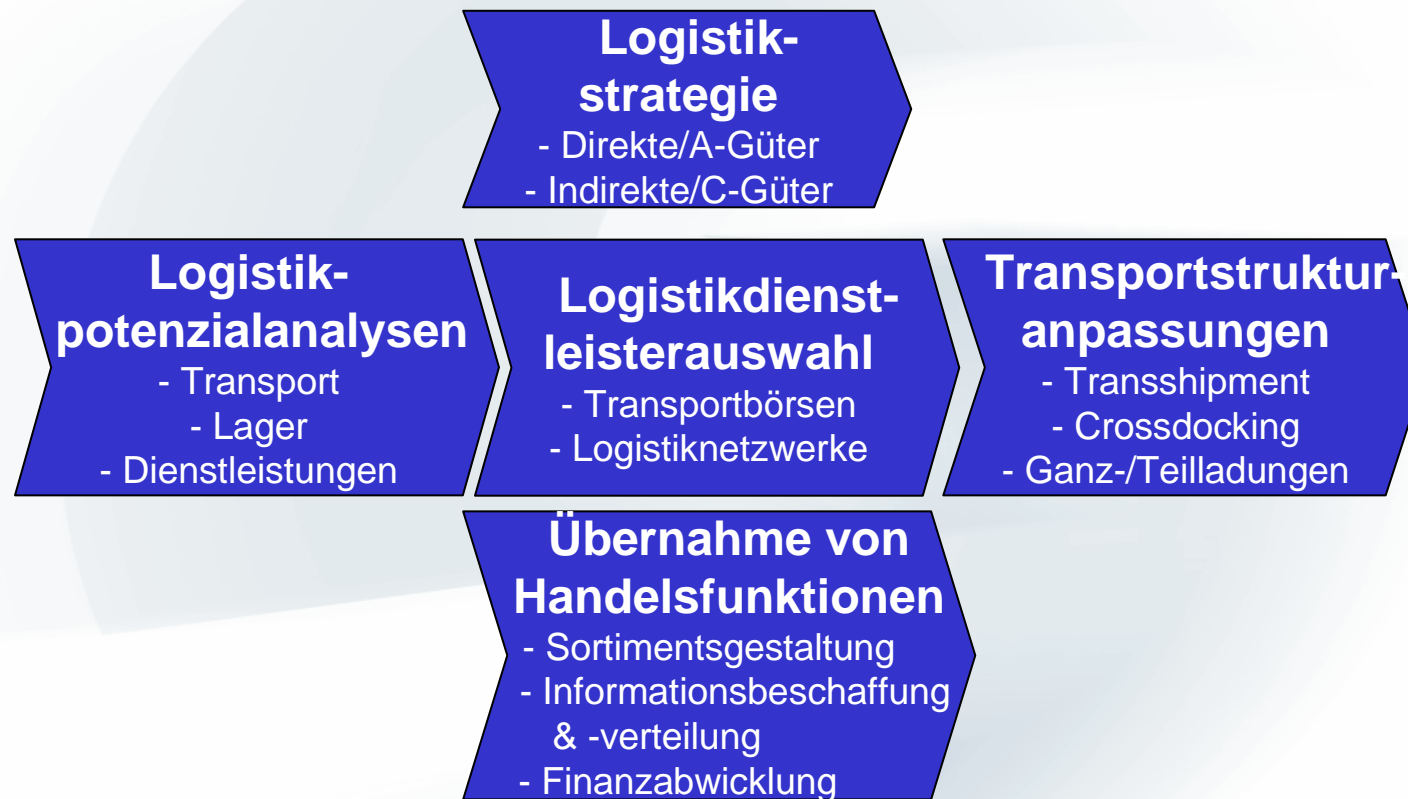 Logistik-
strategie
- Direkte/A-Güter
- Indirekte/C-Güter
Logistik-
potenzialanalysen
- Transport
- Lager
- Dienstleistungen
Logistikdienst-
leisterauswahl
- Transportbörsen
- Logistiknetzwerke
Transportstruktur-
anpassungen
- Transshipment
- Crossdocking
- Ganz-/Teilladungen
Übernahme von
Handelsfunktionen
- Sortimentsgestaltung
- Informationsbeschaffung
& -verteilung
- Finanzabwicklung